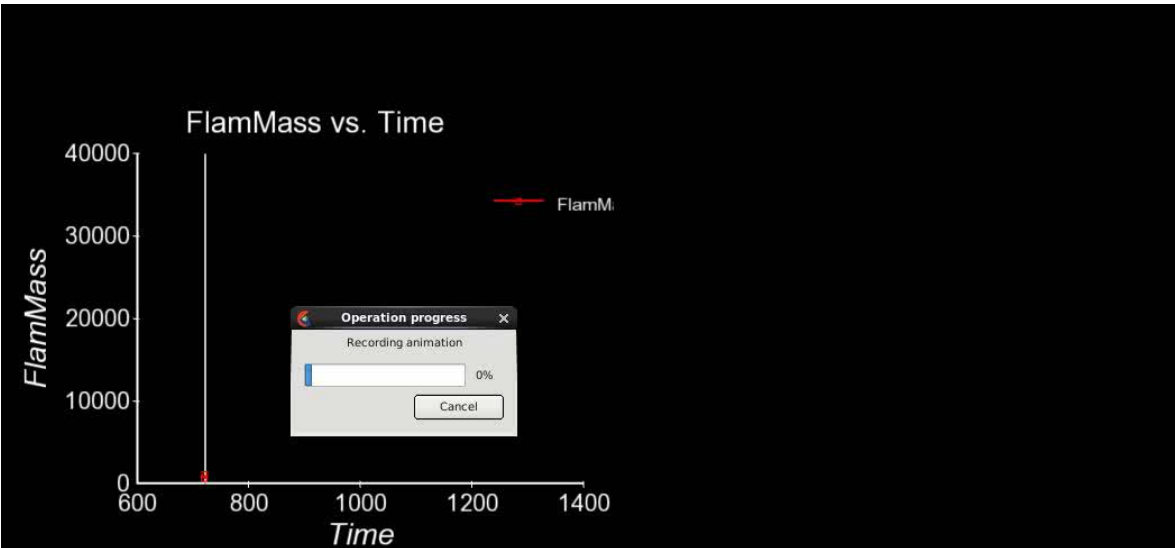 FlamMass vs. Time
40000
30000
20000
10000
0
FlamMass
600
800
1000
1200
1400
Time
FlamMa
Operation progress
Recording animation
0%
Cancel